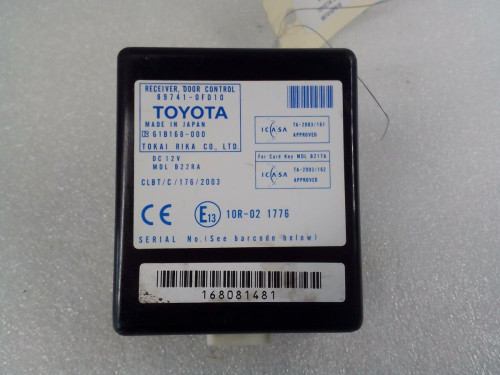 RECEIVER, DOOR CONTROL
89741-0F010
TOYOTA
MADE IN JAPAN
G1B168-000
TOKAI RIKA CO., LTD.
DC 12V
MDL B22RA
CLBT/C/176/2003
ICASA
TA-2003/161
APPROVED
For Card Key MDL B21TA
ICASA
TA-2003/162
APPROVED
CE E13 10R-02 1776
SERIAL No.(See barcode below)
168081481